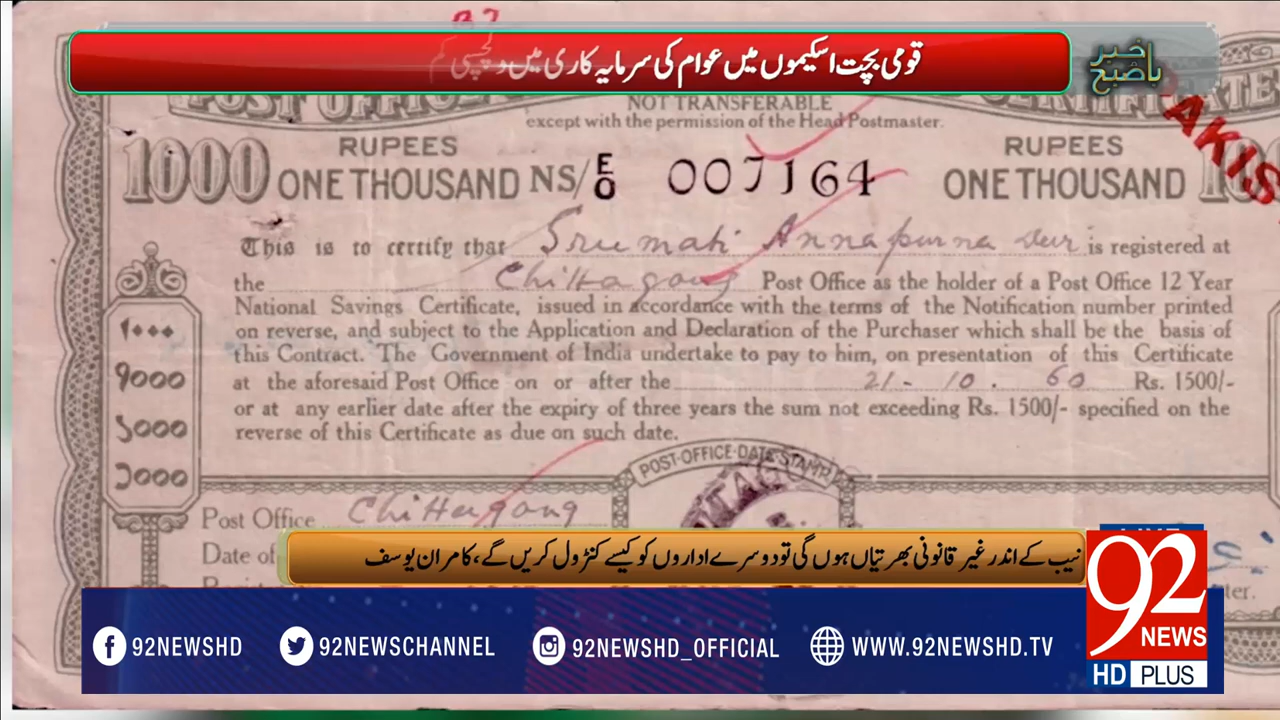 قومی بچت اسکیموں میں عوام کی سرمایہ کاری میں دلچسپی کم
باخبر صبح
POST OFFICE
CERTIFICATE
NOT TRANSFERABLE
except with the permission of the Head Postmaster.
PAKIS
1000 RUPEES ONE THOUSAND NS/EO 007164 RUPEES ONE THOUSAND
This is to certify that Srumati Annapurna Devi is registered at
the Chittagong Post Office as the holder of a Post Office 12 Year
National Savings Certificate, issued in accordance with the terms of the Notification number printed
on reverse, and subject to the Application and Declaration of the Purchaser which shall be the basis of
this Contract. The Government of India undertake to pay to him, on presentation of this Certificate
at the aforesaid Post Office on or after the 21-10.60 Rs. 1500/-
or at any earlier date after the expiry of three years the sum not exceeding Rs. 1500/- specified on the
reverse of this Certificate as due on such date.
POST-OFFICE-DATE-STAMP
Post Office Chittagong
Date of
نیب کے اندر غیر قانونی بھرتیاں ہوں گی تو دوسرے اداروں کو کیسے کنٹرول کریں گے، کامران یوسف
92NEWSHD 92NEWSCHANNEL 92NEWSHD_OFFICIAL WWW.92NEWSHD.TV
92 NEWS
HD PLUS